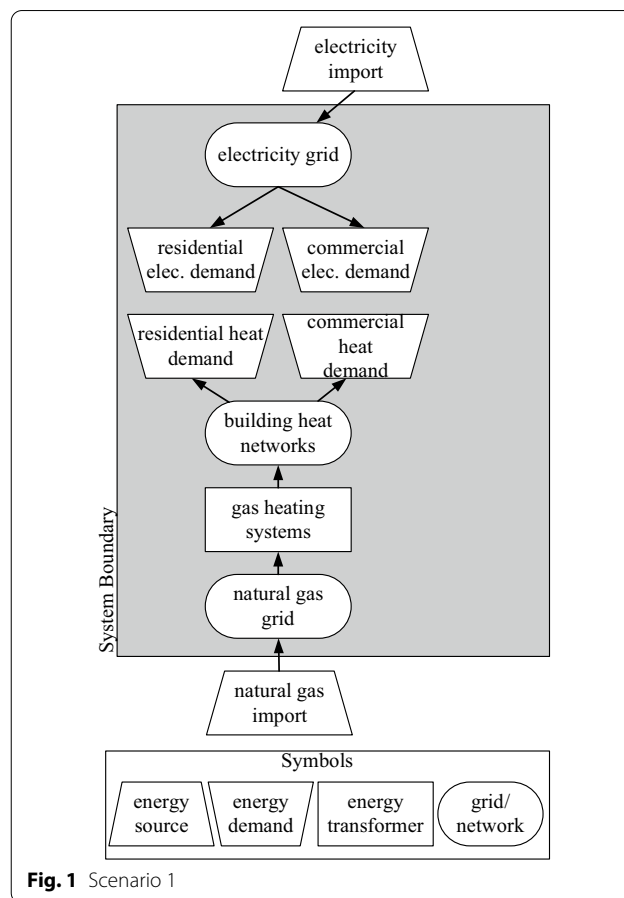 electricity
import
electricity grid
residential
elec. demand
commercial
elec. demand
residential heat
demand
commercial
heat
demand
building heat
networks
gas heating
systems
natural gas
grid
System Boundary
natural gas
import
Symbols
energy
source
energy
demand
energy
transformer
grid/
network
Fig. 1 Scenario 1